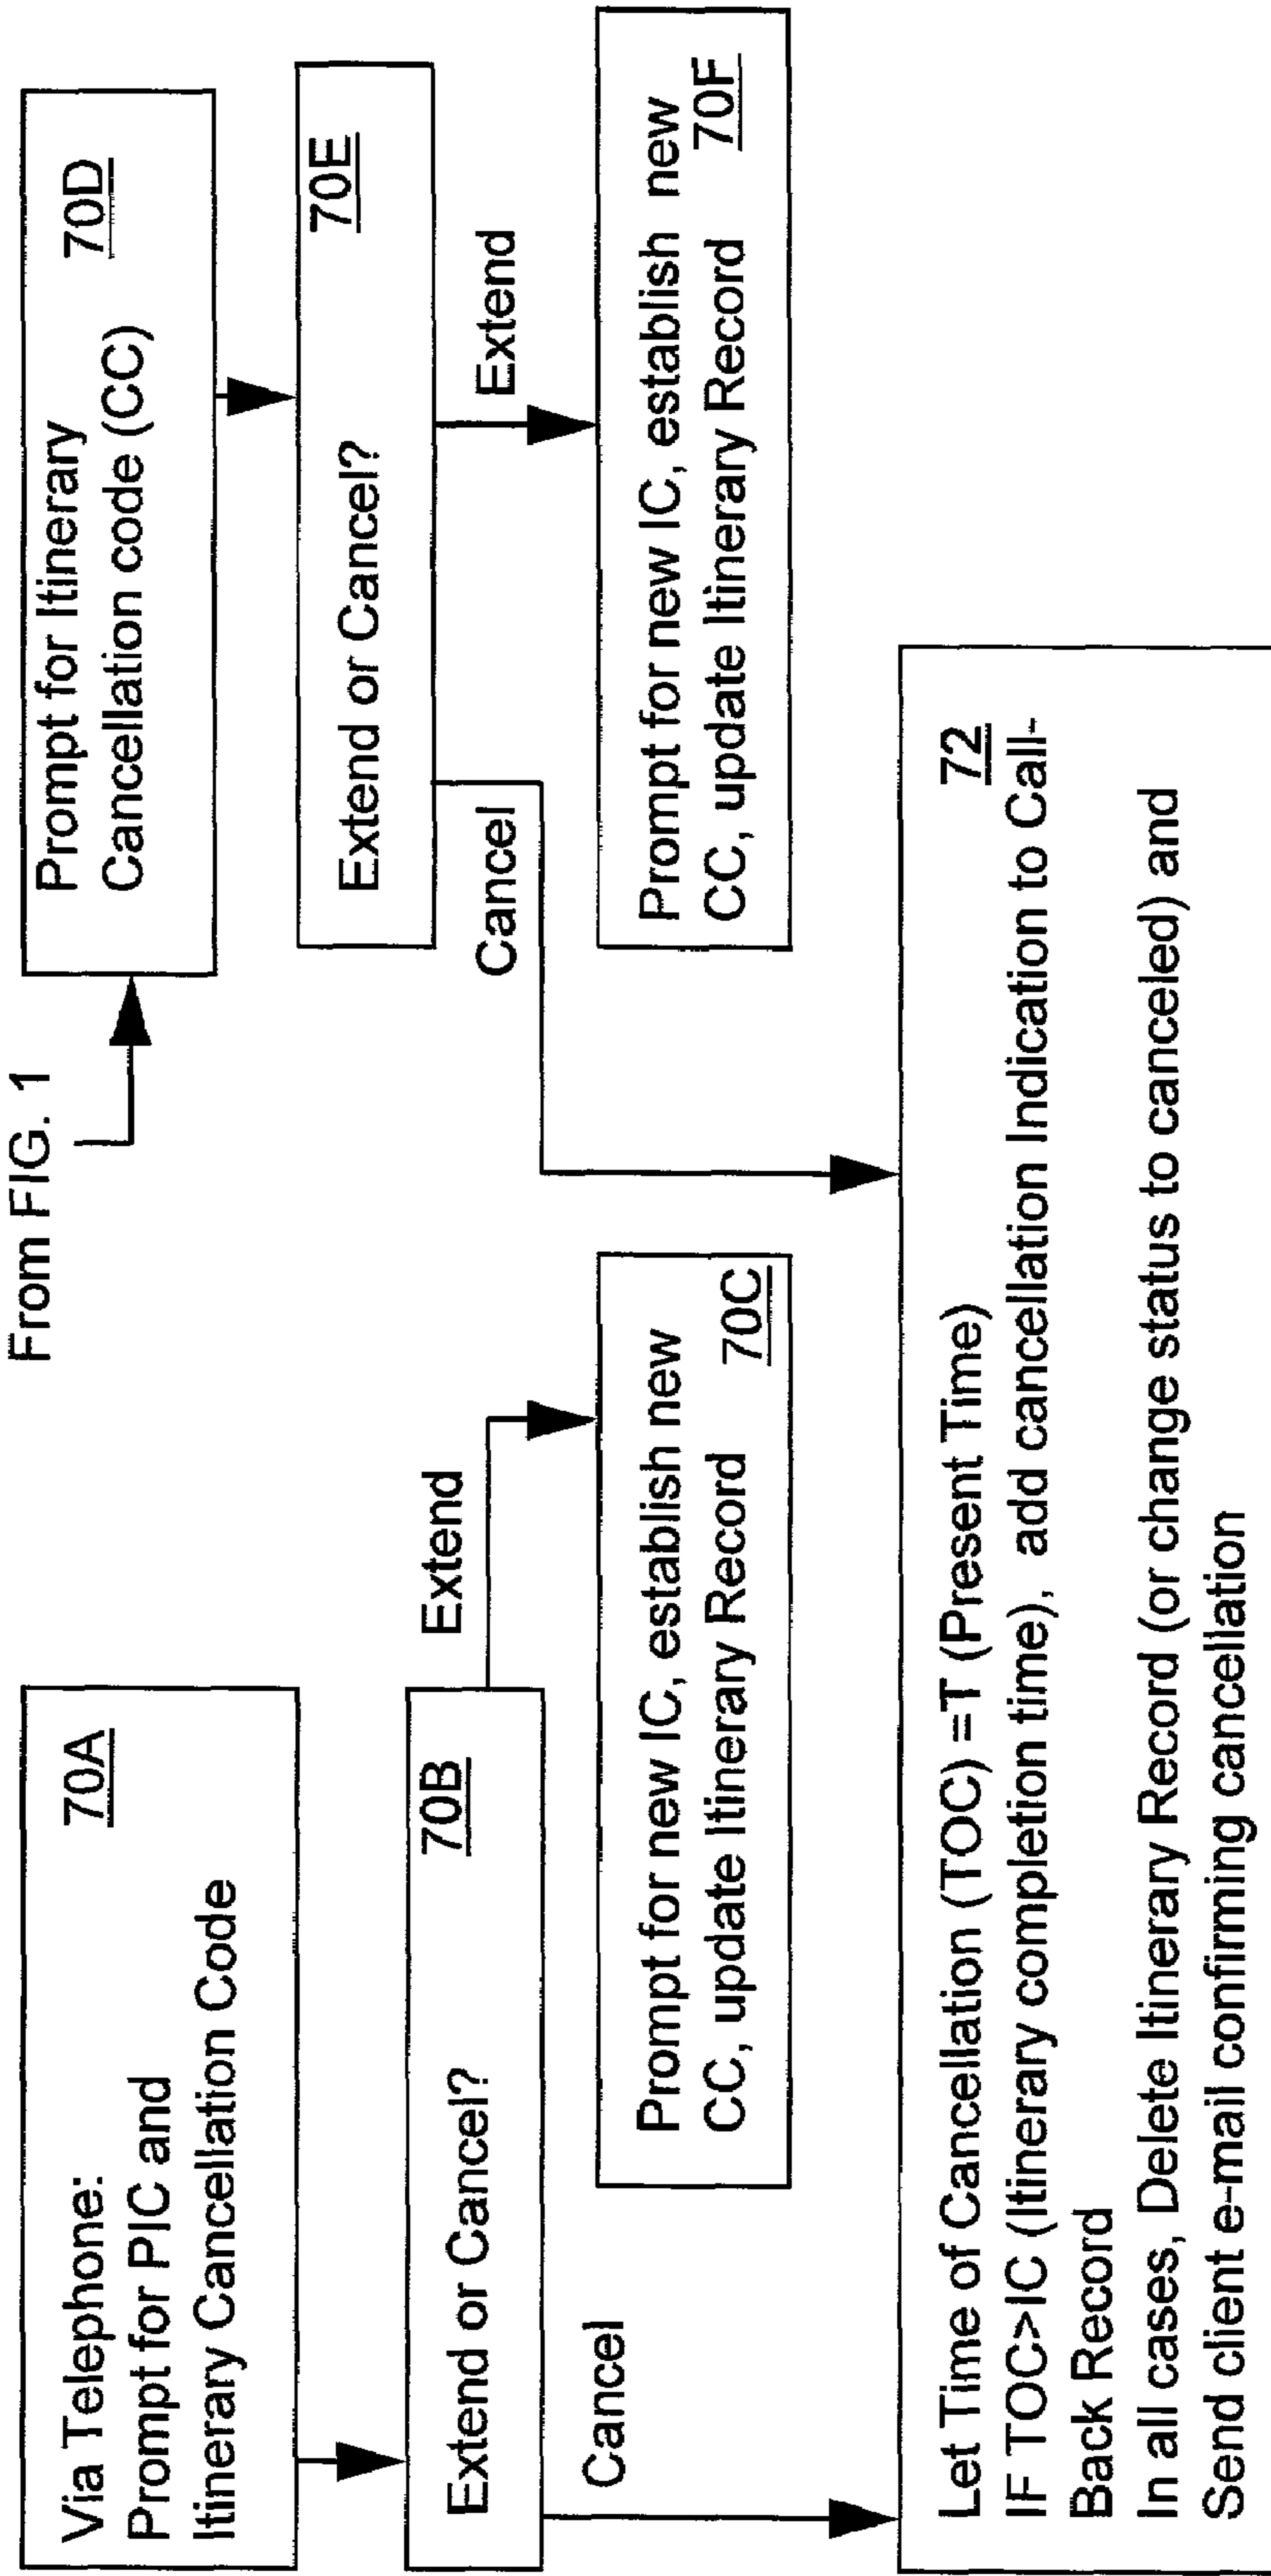 From FIG. 1
Via Telephone:
Prompt for PIC and
Itinerary Cancellation Code
70A
Extend or Cancel?
70B
Extend
Cancel
Prompt for new IC, establish new
CC, update Itinerary Record
70C
Prompt for Itinerary
Cancellation code (CC)
70D
Extend or Cancel?
70E
Cancel
Extend
Prompt for new IC, establish new
CC, update Itinerary Record
70F
Let Time of Cancellation (TOC) =T (Present Time)
72
IF TOC>IC (Itinerary completion time), add cancellation Indication to Call-
Back Record
In all cases, Delete Itinerary Record (or change status to canceled) and
Send client e-mail confirming cancellation